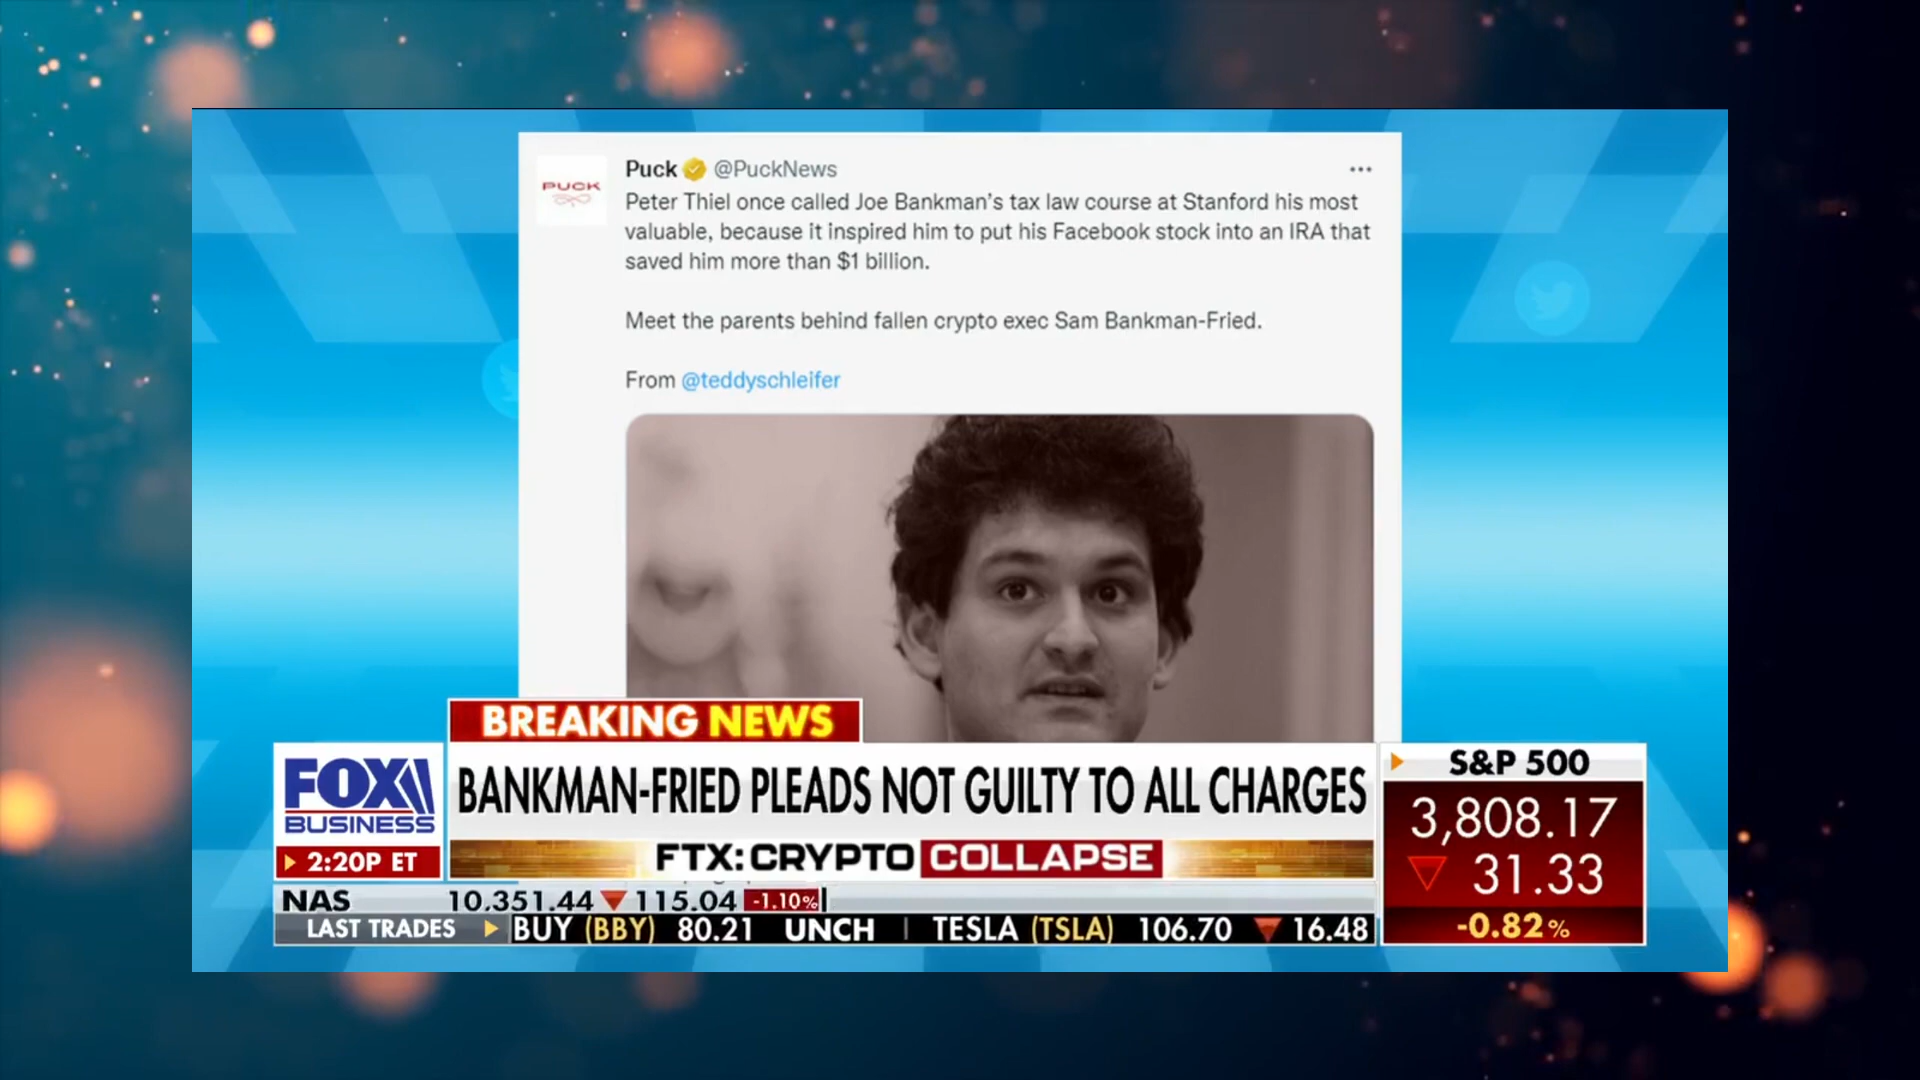 PUCK
Puck @PuckNews
Peter Thiel once called Joe Bankman's tax law course at Stanford his most
valuable, because it inspired him to put his Facebook stock into an IRA that
saved him more than $1 billion.
Meet the parents behind fallen crypto exec Sam Bankman-Fried.
From @teddyschleifer
BREAKING NEWS
BANKMAN-FRIED PLEADS NOT GUILTY TO ALL CHARGES
FTX: CRYPTO COLLAPSE
FOX
BUSINESS
2:20P ET
S&P 500
3,808.17
31.33
-0.82%
NAS 10,351.44 115.04 -1.10%
LAST TRADES BUY (BBY) 80.21 UNCH TESLA (TSLA) 106.70 16.48